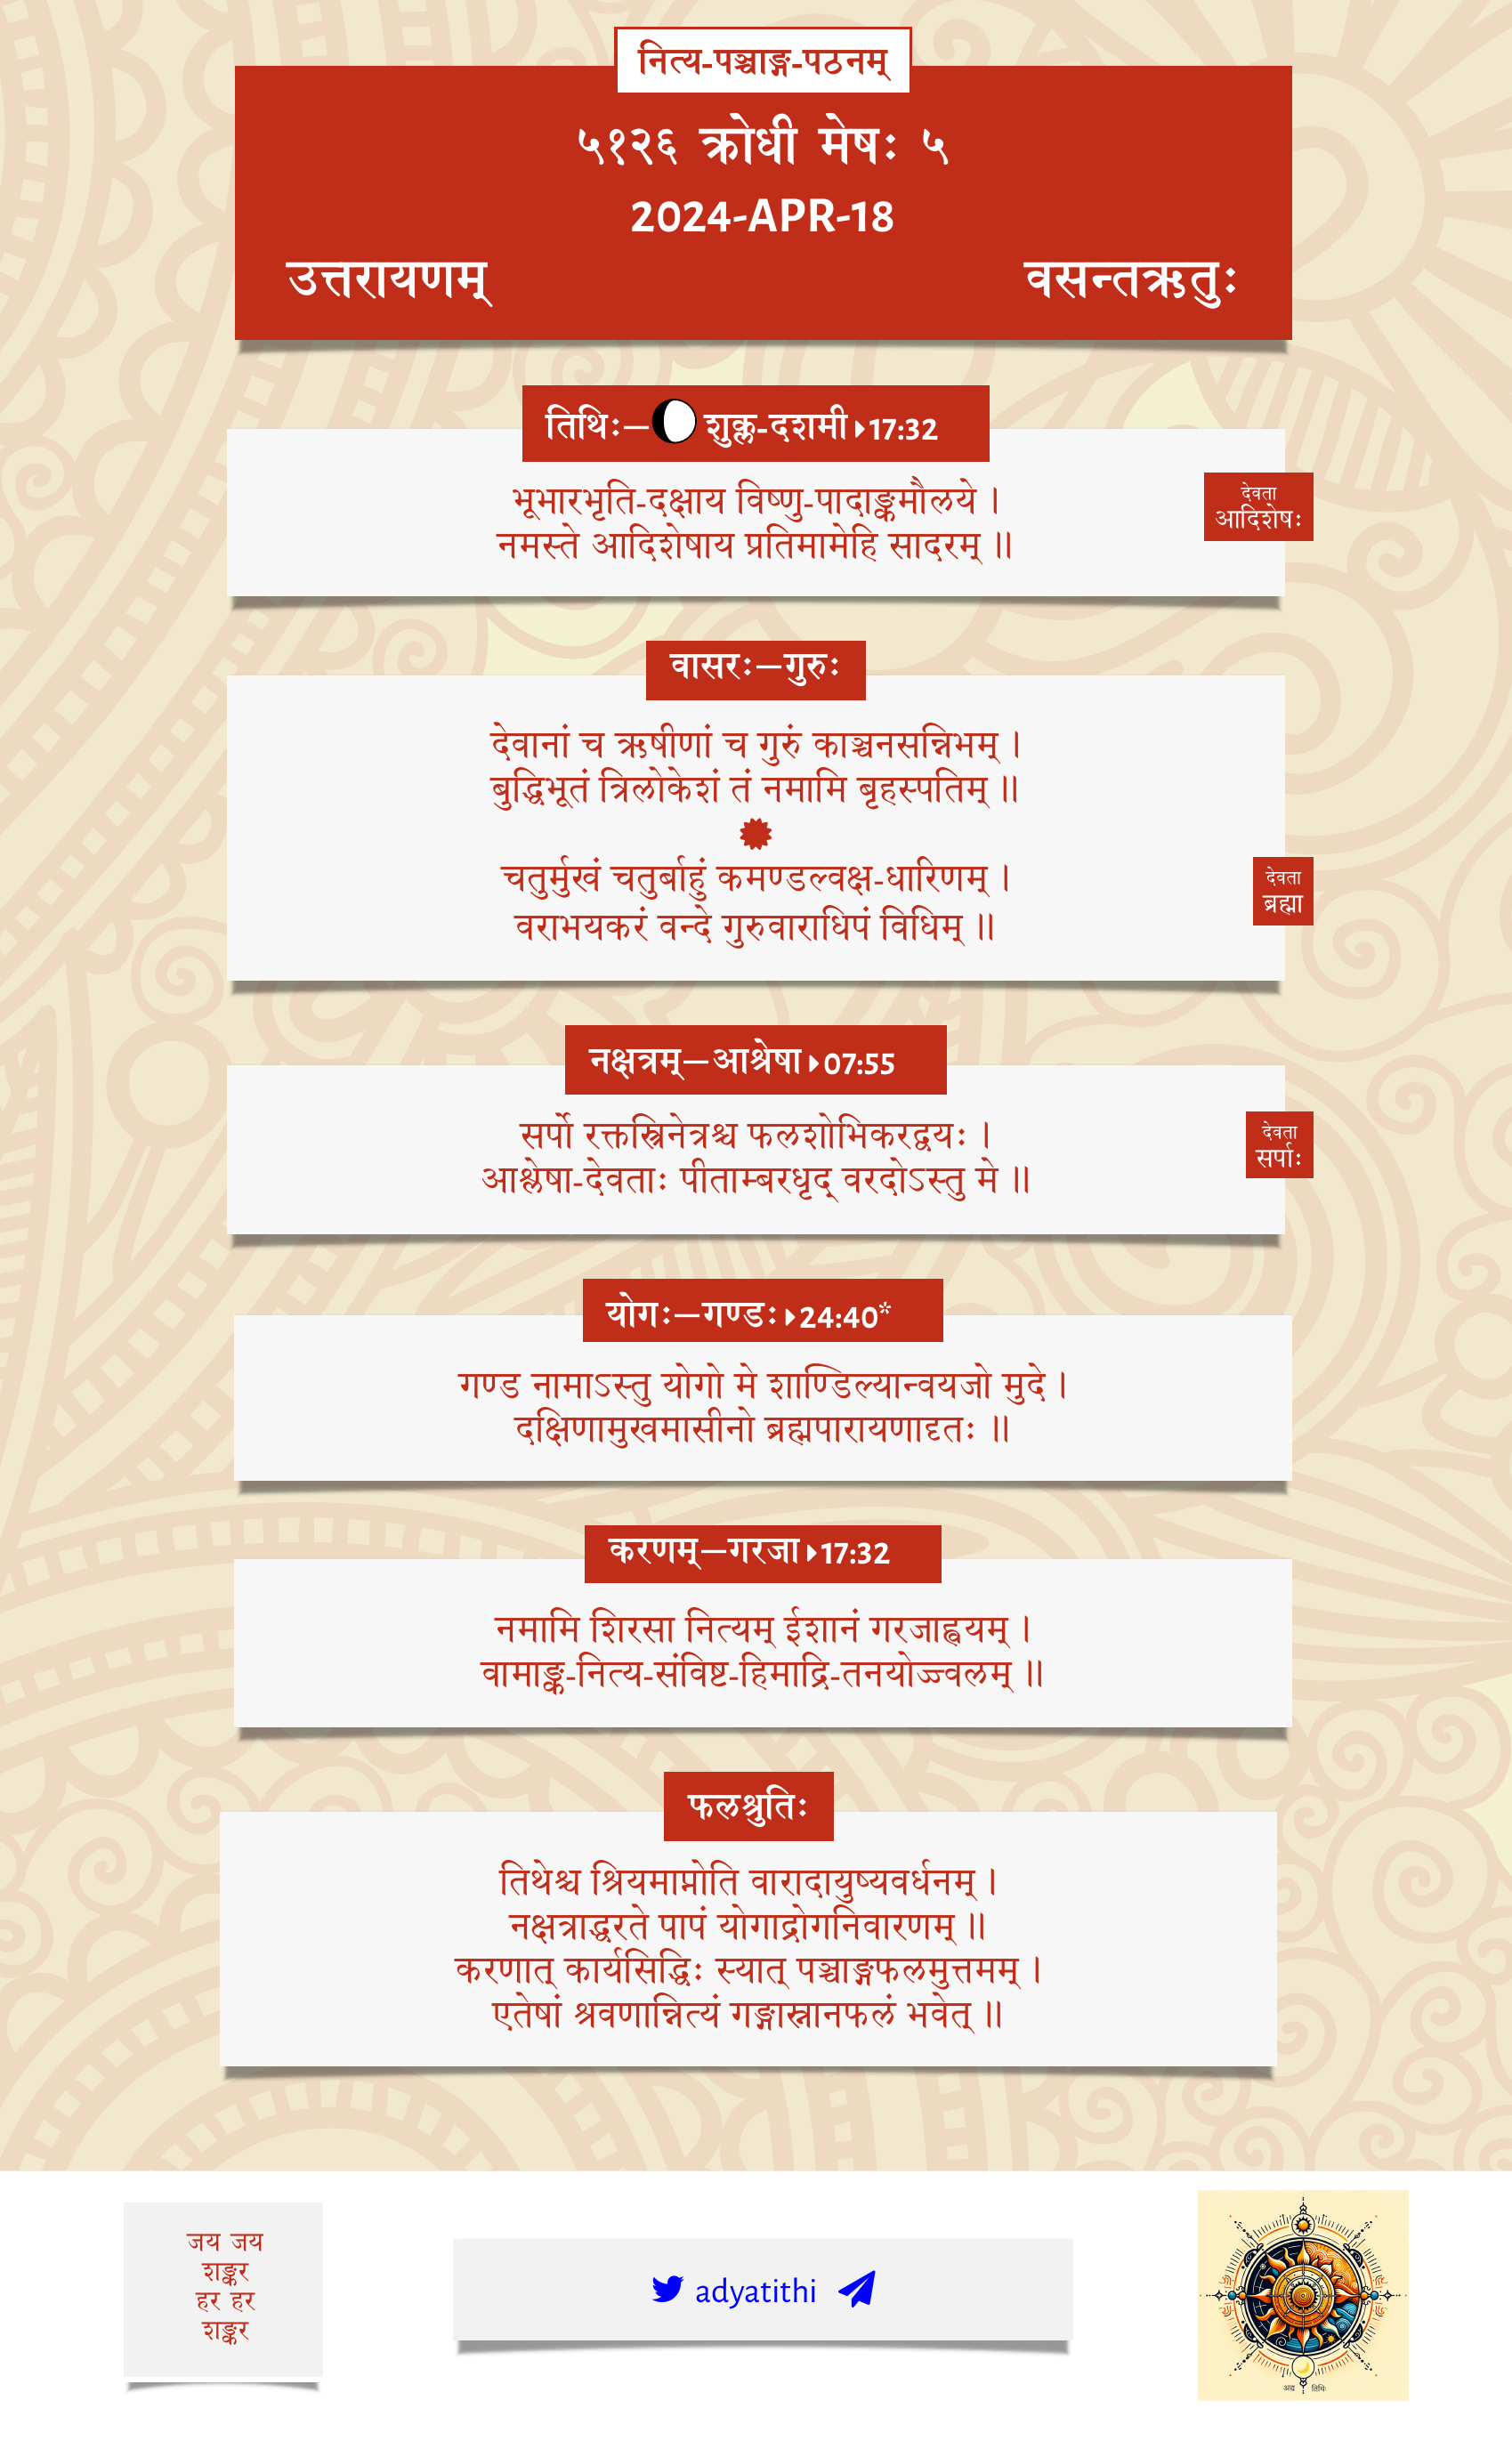 नित्य-पञ्चाङ्ग-पठनम्
५१२६ क्रोधी मेषः ५
2024-APR-18
उत्तरायणम् वसन्तऋतुः
तिथिः— शुक्ल-दशमी 17:32
भूभारभृति-दक्षाय विष्णु-पादाङ्कमौलये ।
नमस्ते आदिशेषाय प्रतिमामेहि सादरम् ॥
देवता
आदिशेषः
वासरः—गुरुः
देवानां च ऋषीणां च गुरुं काञ्चनसन्निभम् ।
बुद्धिभूतं त्रिलोकेशं तं नमामि बृहस्पतिम् ॥
चतुर्मुखं चतुर्बाहुं कमण्डल्वक्ष-धारिणम् ।
वराभयकरं वन्दे गुरुवाराधिपं विधिम् ॥
देवता
ब्रह्मा
नक्षत्रम्—आश्रेषा 07:55
सर्पो रक्तस्त्रिनेत्रश्च फलशोभिकरद्वयः ।
आश्लेषा-देवताः पीताम्बरधृद् वरदोऽस्तु मे ॥
देवता
सर्पाः
योगः—गण्डः 24:40*
गण्ड नामाऽस्तु योगो मे शाण्डिल्यान्वयजो मुदे ।
दक्षिणामुखमासीनो ब्रह्मपारायणादृतः ॥
करणम्—गरजा 17:32
नमामि शिरसा नित्यम् ईशानं गरजाह्वयम् ।
वामाङ्क-नित्य-संविष्ट-हिमाद्रि-तनयोज्ज्वलम् ॥
फलश्रुतिः
तिथेश्च श्रियमाप्नोति वारादायुष्यवर्धनम् ।
नक्षत्राद्धरते पापं योगाद्रोगनिवारणम् ॥
करणात् कार्यसिद्धिः स्यात् पञ्चाङ्गफलमुत्तमम् ।
एतेषां श्रवणान्नित्यं गङ्गास्नानफलं भवेत् ॥
जय जय
शङ्कर
हर हर
शङ्कर
adyatithi
अद्य तिथिः